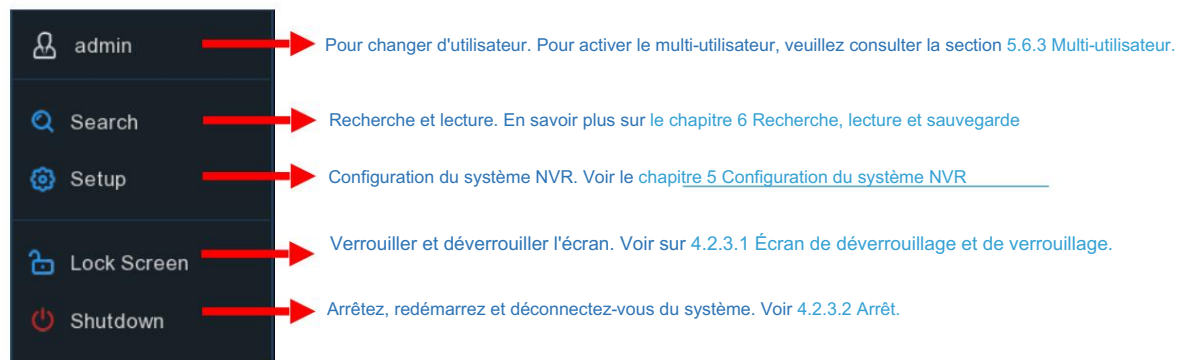 admin Pour changer d'utilisateur. Pour activer le multi-utilisateur, veuillez consulter la section 5.6.3 Multi-utilisateur.
Search Recherche et lecture. En savoir plus sur le chapitre 6 Recherche, lecture et sauvegarde
Setup Configuration du système NVR. Voir le chapitre 5 Configuration du système NVR
Lock Screen Verrouiller et déverrouiller l'écran. Voir sur 4.2.3.1 Écran de déverrouillage et de verrouillage.
Shutdown Arrêtez, redémarrez et déconnectez-vous du système. Voir 4.2.3.2 Arrêt.